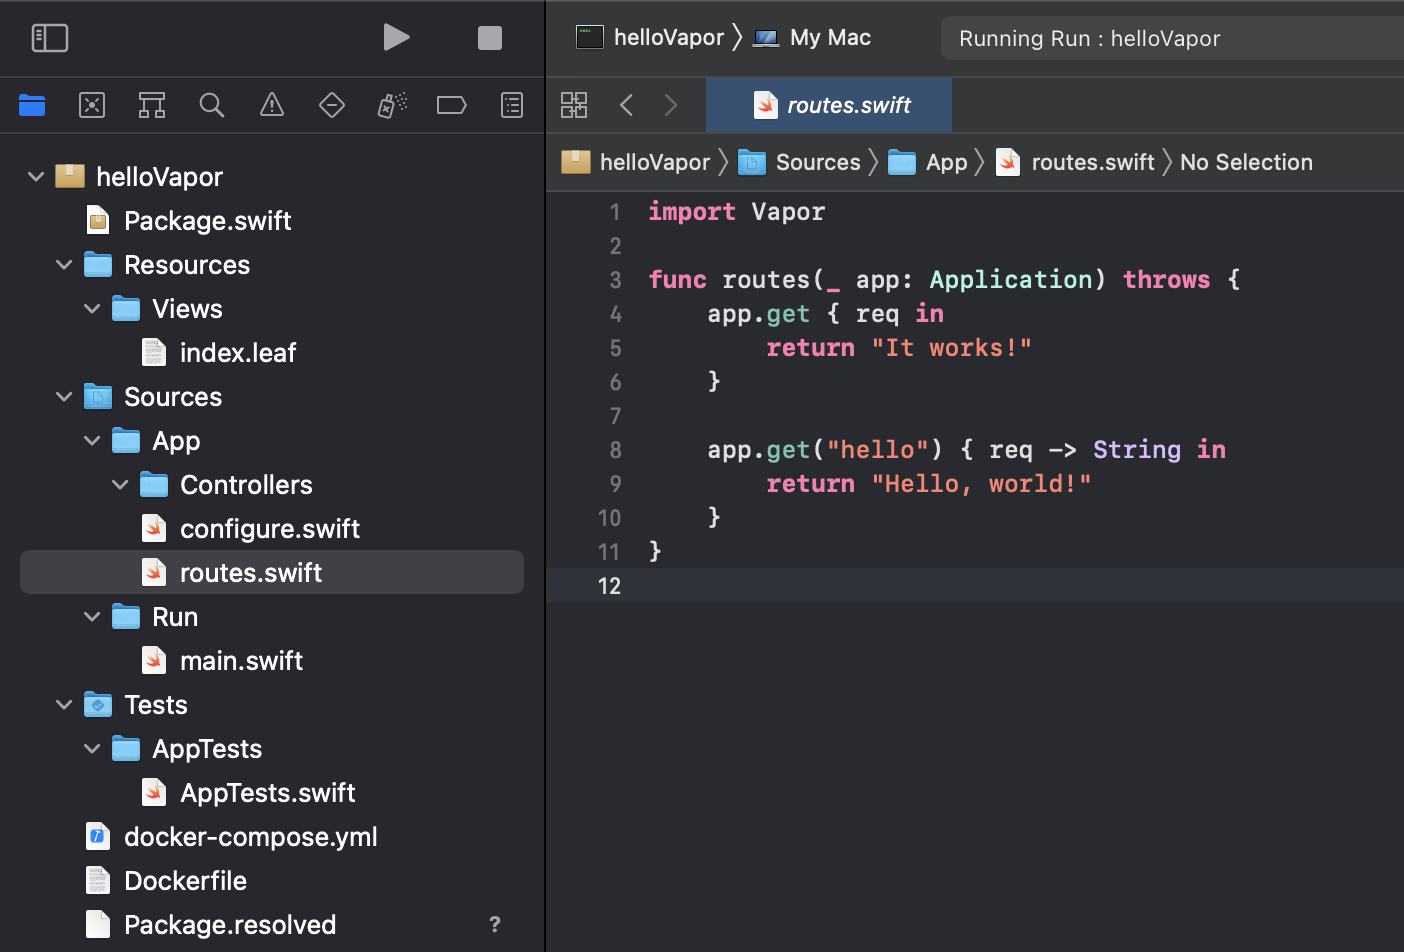 helloVapor 〉 My Mac
Running Run : helloVapor
routes.swift
helloVapor 〉 Sources 〉 App 〉 routes.swift 〉 No Selection
helloVapor
Package.swift
Resources
Views
index.leaf
Sources
App
Controllers
configure.swift
routes.swift
Run
main.swift
Tests
AppTests
AppTests.swift
docker-compose.yml
Dockerfile
Package.resolved ?
1 import Vapor
2
3 func routes(_ app: Application) throws {
4     app.get { req in
5         return "It works!"
6     }
7
8     app.get("hello") { req -> String in
9         return "Hello, world!"
10     }
11 }
12